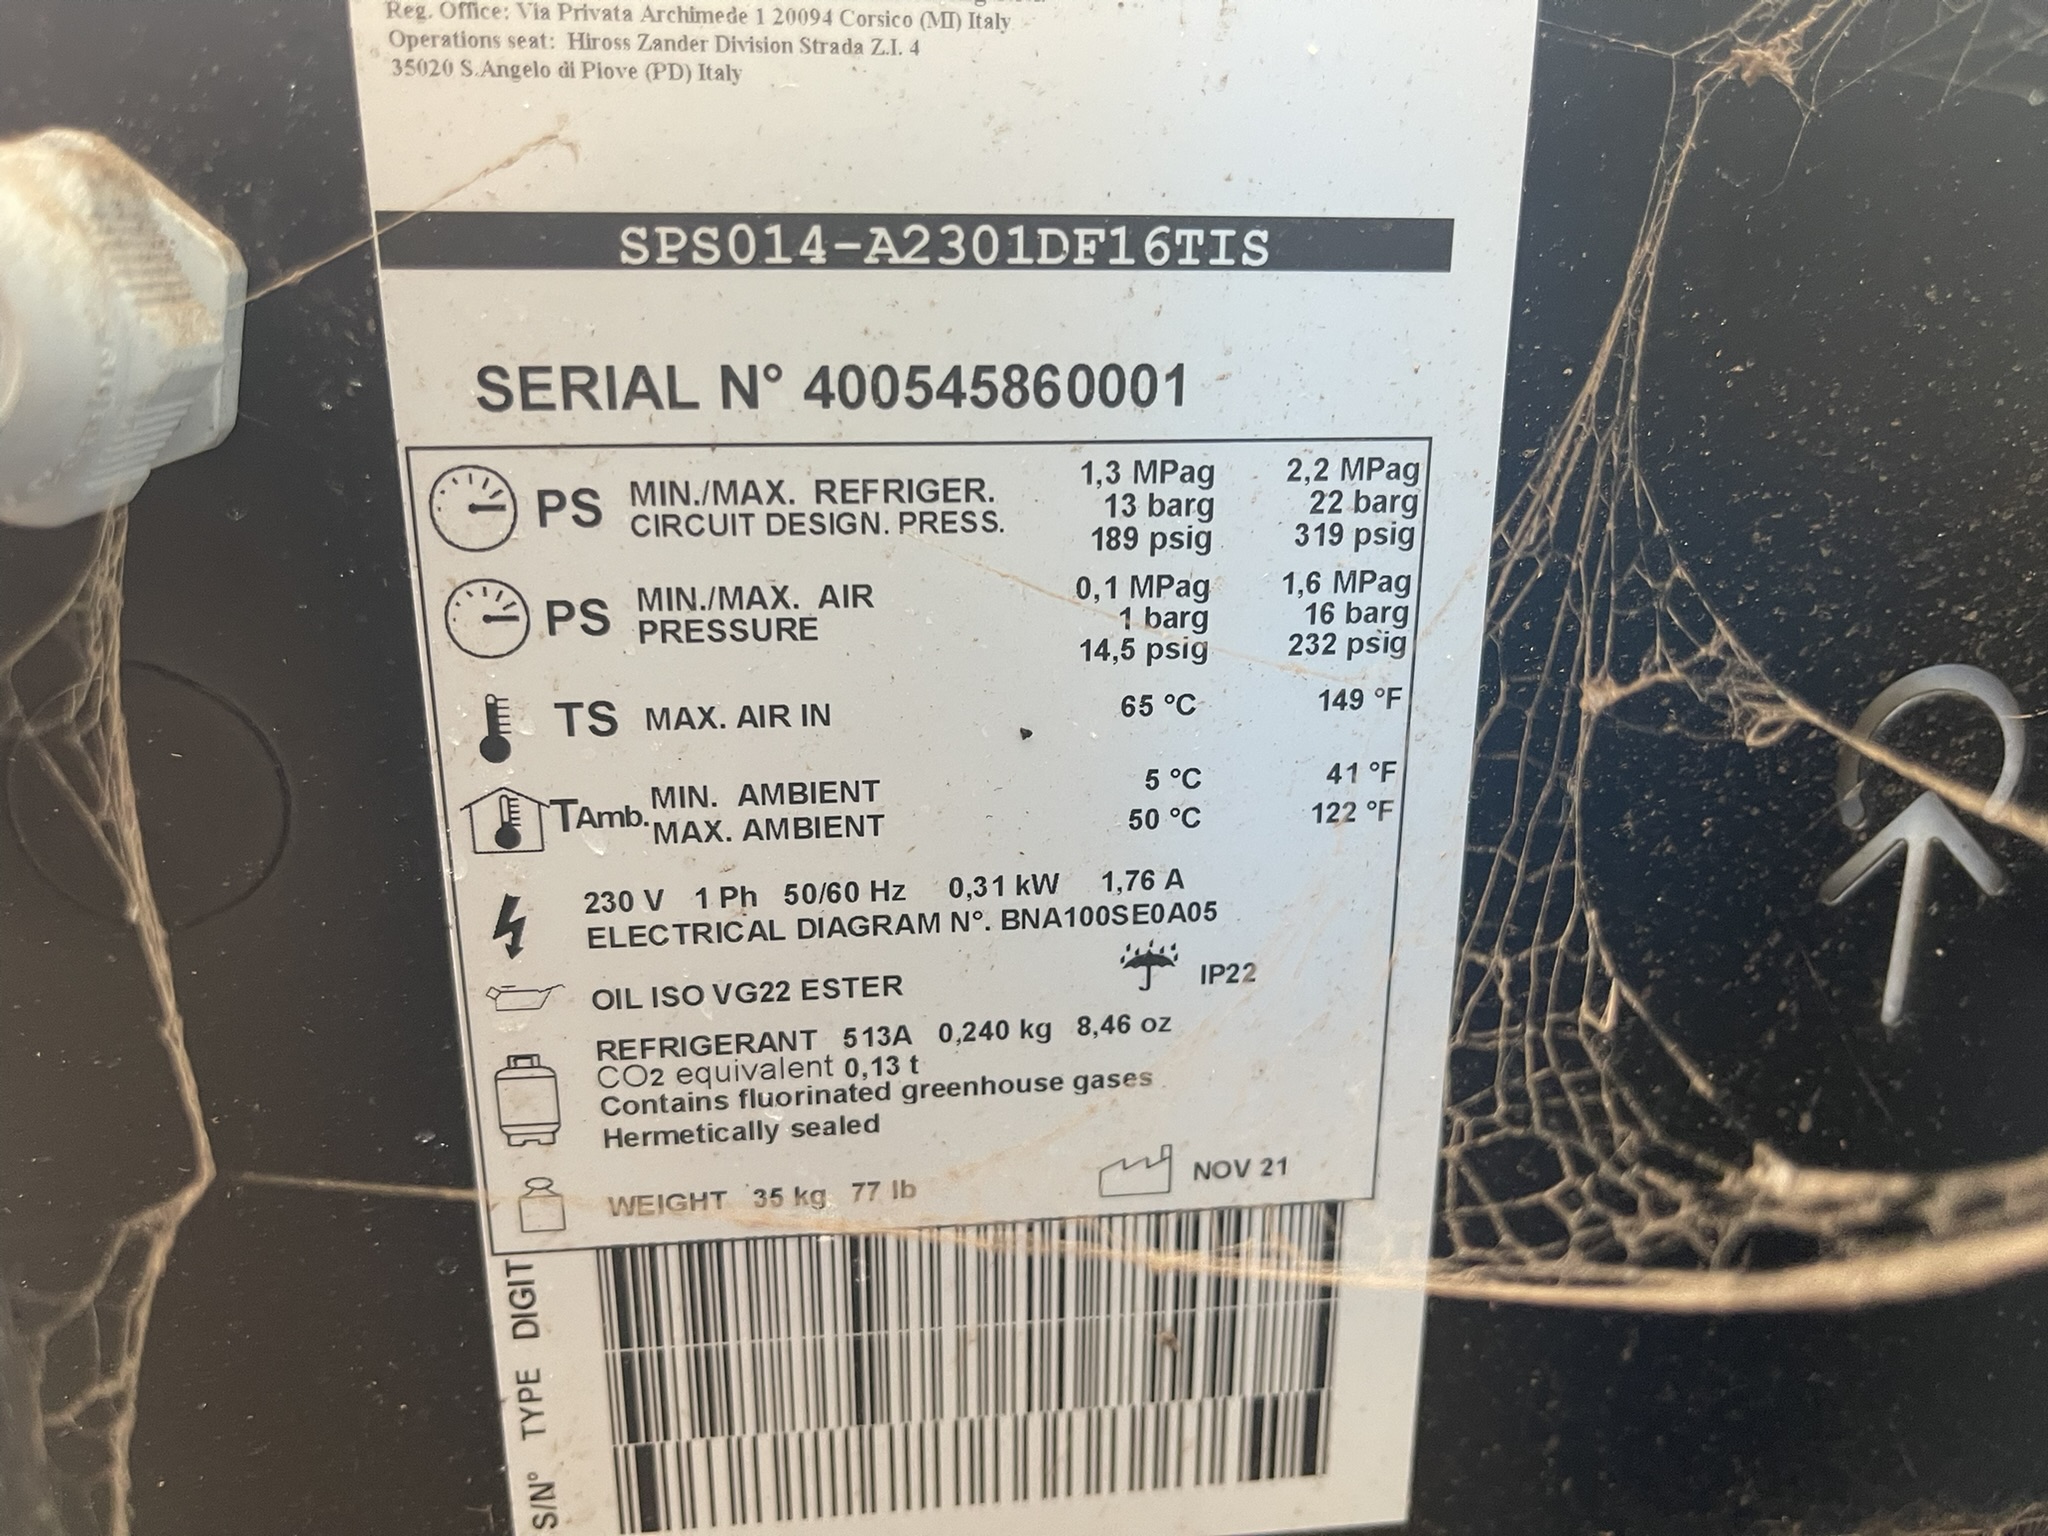 Reg. Office: Via Privata Archimede 1 20094 Corsico (MI) Italy
Operations seat: Hiross Zander Division Strada Z.I. 4
35020 S.Angelo di Piove (PD) Italy
SPS014-A2301DF16TIS
SERIAL N° 400545860001
PS MIN./MAX. REFRIGER. 1,3 MPag 2,2 MPag
CIRCUIT DESIGN. PRESS. 13 barg 22 barg
189 psig 319 psig
PS MIN./MAX. AIR 0,1 MPag 1,6 MPag
PRESSURE 1 barg 16 barg
14,5 psig 232 psig
TS MAX. AIR IN 65 °C 149 °F
TAmb. MIN. AMBIENT 5 °C 41 °F
MAX. AMBIENT 50 °C 122 °F
230 V 1 Ph 50/60 Hz 0,31 kW 1,76 A
ELECTRICAL DIAGRAM N°. BNA100SE0A05
OIL ISO VG22 ESTER IP22
REFRIGERANT 513A 0,240 kg 8,46 oz
CO2 equivalent 0,13 t
Contains fluorinated greenhouse gases
Hermetically sealed
WEIGHT 35 kg 77 lb NOV 21
S/N° TYPE DIGIT